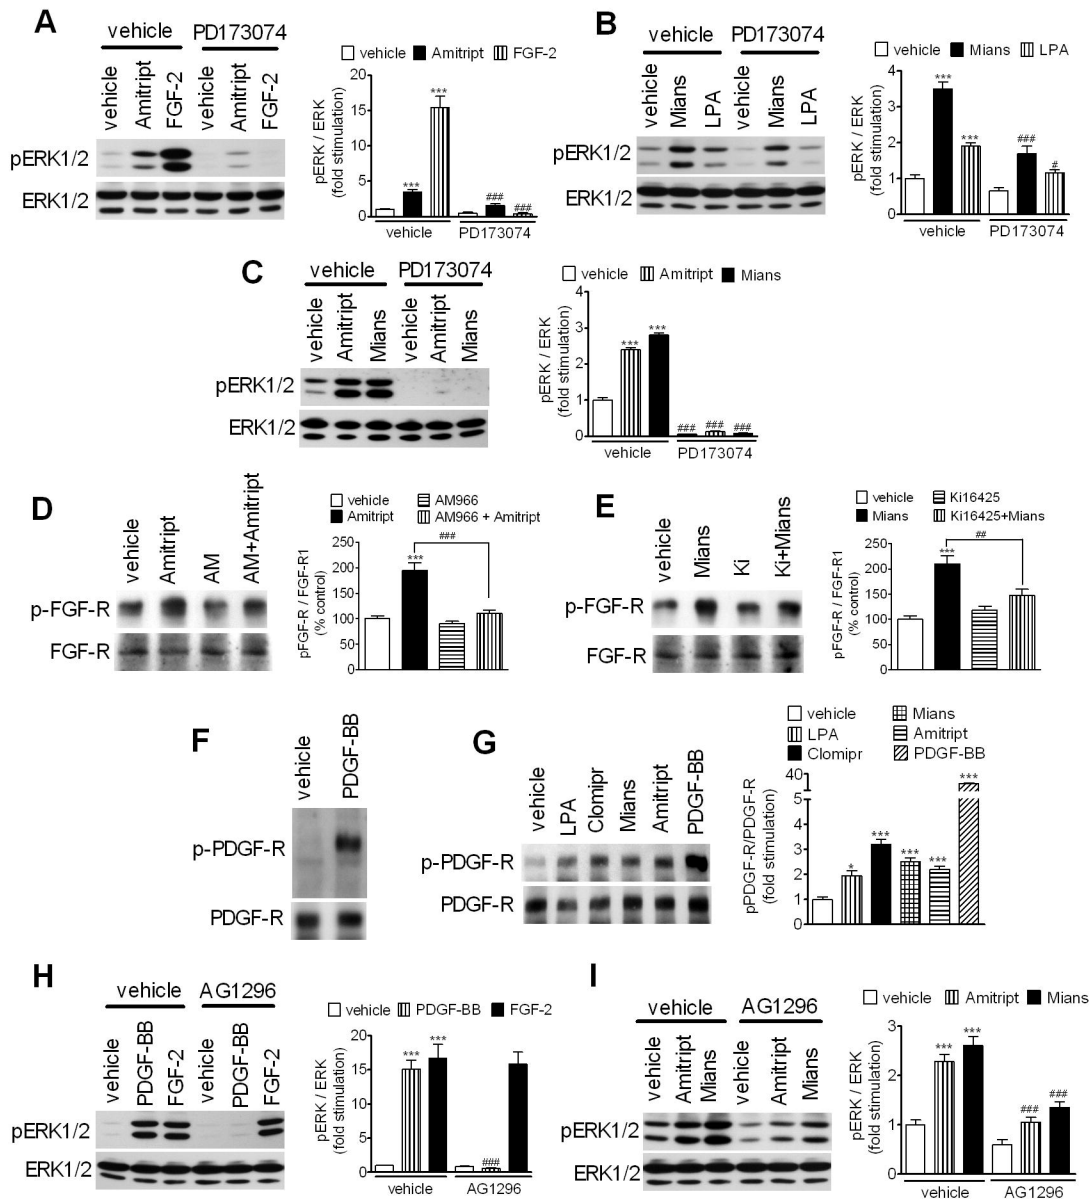 A
vehicle PD173074
vehicle Amitript FGF-2 vehicle Amitript FGF-2
pERK1/2
ERK1/2
vehicle Amitript FGF-2
pERK / ERK
(fold stimulation)
20
15
10
5
0
*** *** ### ###
vehicle PD173074
B
vehicle PD173074
vehicle Mians LPA vehicle Mians LPA
pERK1/2
ERK1/2
vehicle Mians LPA
pERK / ERK
(fold stimulation)
4
3
2
1
0
*** *** ### #
vehicle PD173074
C
vehicle PD173074
vehicle Amitript Mians vehicle Amitript Mians
pERK1/2
ERK1/2
vehicle Amitript Mians
pERK / ERK
(fold stimulation)
4
3
2
1
0
*** *** ### ### ###
vehicle PD173074
D
vehicle Amitript AM AM+Amitript
p-FGF-R
FGF-R
vehicle AM966
Amitript AM966 + Amitript
pFGF-R / FGF-R1
(% control)
250
200
150
100
50
0
*** ###
E
vehicle Mians Ki Ki+Mians
p-FGF-R
FGF-R
vehicle Ki16425
Mians Ki16425+Mians
pFGF-R / FGF-R1
(% control)
250
200
150
100
50
0
*** ##
F
vehicle PDGF-BB
p-PDGF-R
PDGF-R
G
vehicle LPA Clomipr Mians Amitript PDGF-BB
p-PDGF-R
PDGF-R
vehicle Mians
LPA Amitript
Clomipr PDGF-BB
pPDGF-R/PDGF-R
(fold stimulation)
40
5
4
3
2
1
0
* *** *** *** ***
H
vehicle AG1296
vehicle PDGF-BB FGF-2 vehicle PDGF-BB FGF-2
pERK1/2
ERK1/2
vehicle PDGF-BB FGF-2
pERK / ERK
(fold stimulation)
20
15
10
5
0
*** *** ###
vehicle AG1296
I
vehicle AG1296
vehicle Amitript Mians vehicle Amitript Mians
pERK1/2
ERK1/2
vehicle Amitript Mians
pERK / ERK
(fold stimulation)
3
2
1
0
*** *** ### ###
vehicle AG1296